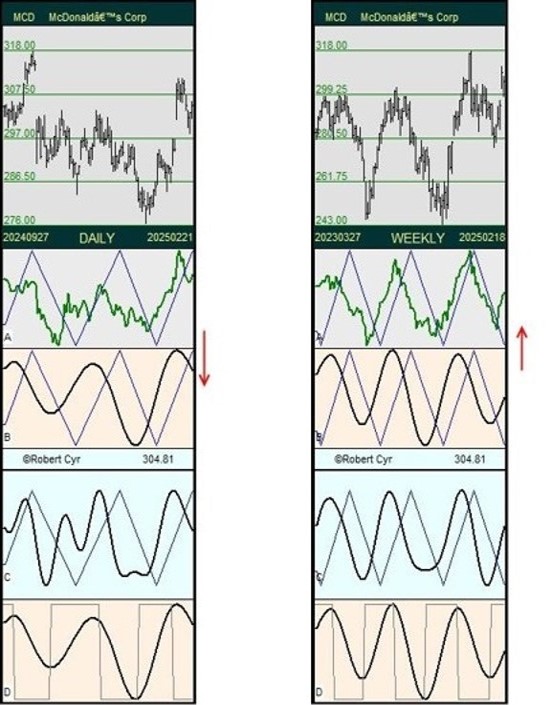 MCD McDonaldâ€™s Corp
318.00
307.50
297.00
286.50
276.00
20240927 DAILY 20250221
A
B
©Robert Cyr 304.81
C
D
MCD McDonaldâ€™s Corp
318.00
299.25
280.50
261.75
243.00
20230327 WEEKLY 20250218
A
B
©Robert Cyr 304.81
C
D